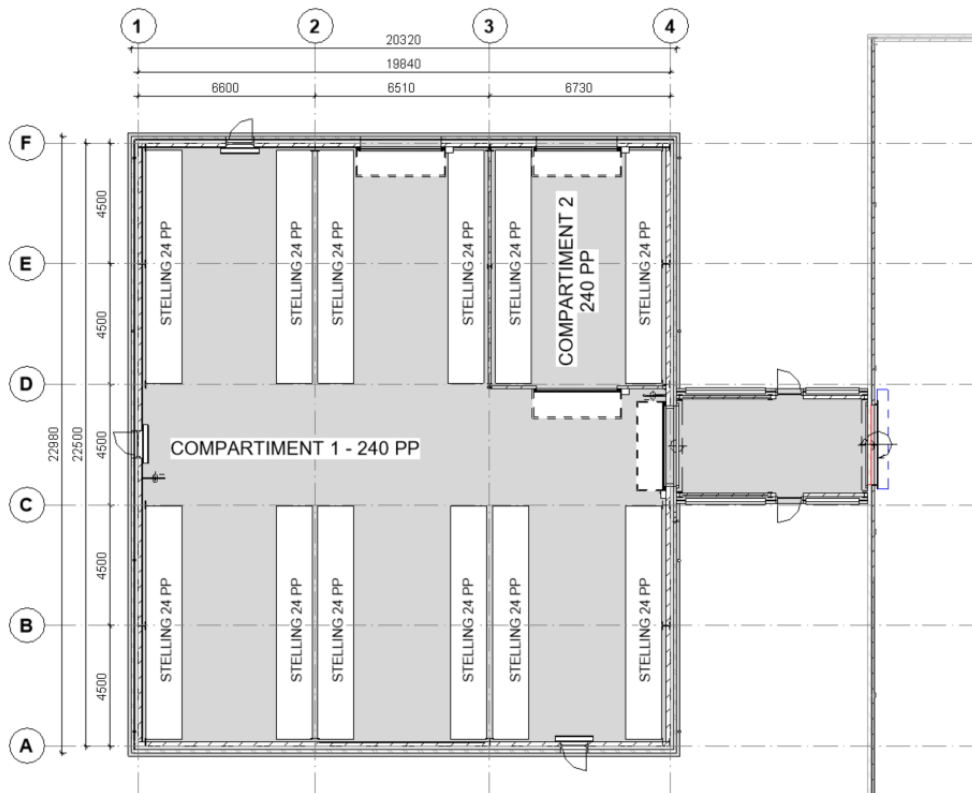 1
2
3
4
20320
19840
6600
6510
6730
F
E
D
C
B
A
22980
22500
4500
4500
4500
4500
4500
STELLING 24 PP
STELLING 24 PP
STELLING 24 PP
STELLING 24 PP
STELLING 24 PP
COMPARTIMENT 2
240 PP
STELLING 24 PP
COMPARTIMENT 1 - 240 PP
STELLING 24 PP
STELLING 24 PP
STELLING 24 PP
STELLING 24 PP
STELLING 24 PP
STELLING 24 PP